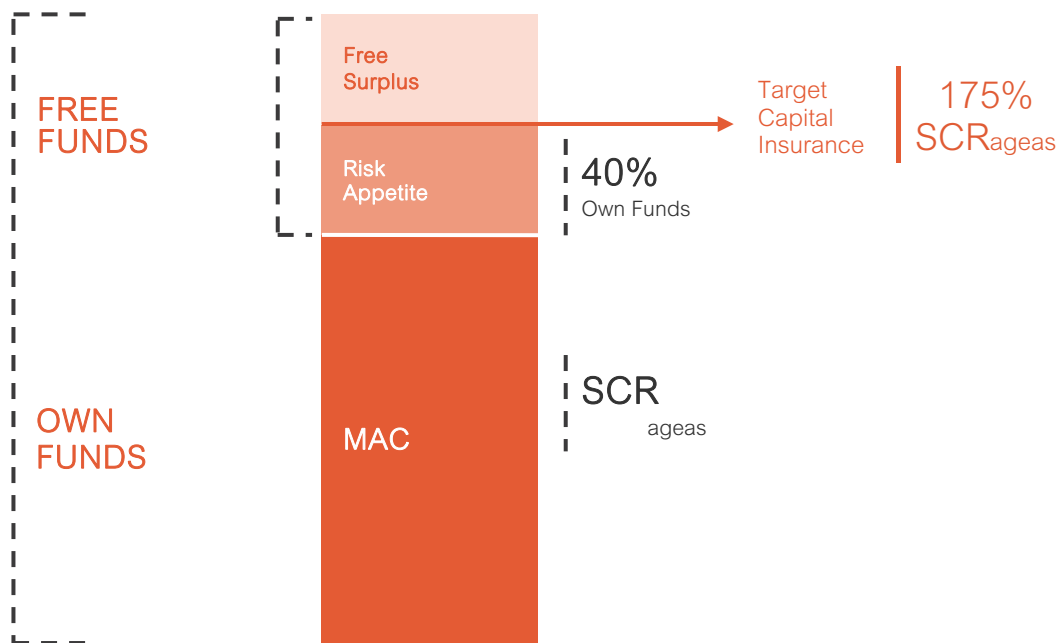 Free
Surplus
FREE
FUNDS
Target
Capital
Insurance
175%
SCRageas
Risk
Appetite
40%
Own Funds
SCR
ageas
OWN
FUNDS
MAC